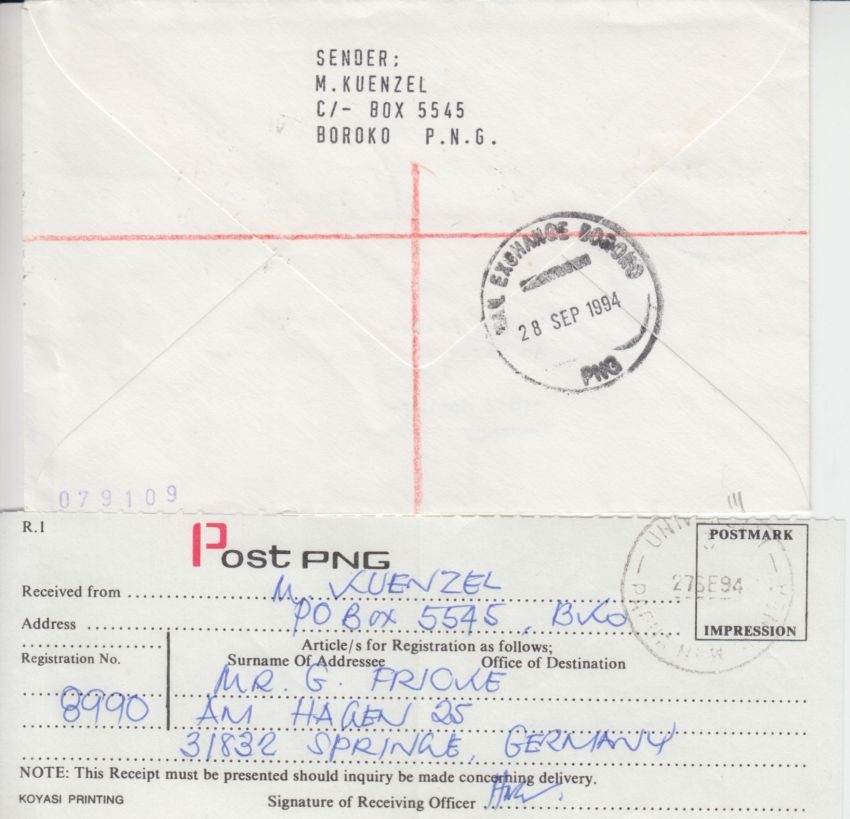 SENDER;
M.KUENZEL
C/- BOX 5545
BOROKO P.N.G.
EXCHANGE BOROKO
28 SEP 1994
PNG
079109
R.I
Post PNG
POSTMARK
27SE94
IMPRESSION
Received from M. KUENZEL
Address PO BOX 5545, BKO
Article/s for Registration as follows;
Registration No. Surname Of Addressee Office of Destination
MR. G. FRICKE
8990 AM HAGEN 25
31832 SPRINGE, GERMANY
NOTE: This Receipt must be presented should inquiry be made concerning delivery.
KOYASI PRINTING Signature of Receiving Officer